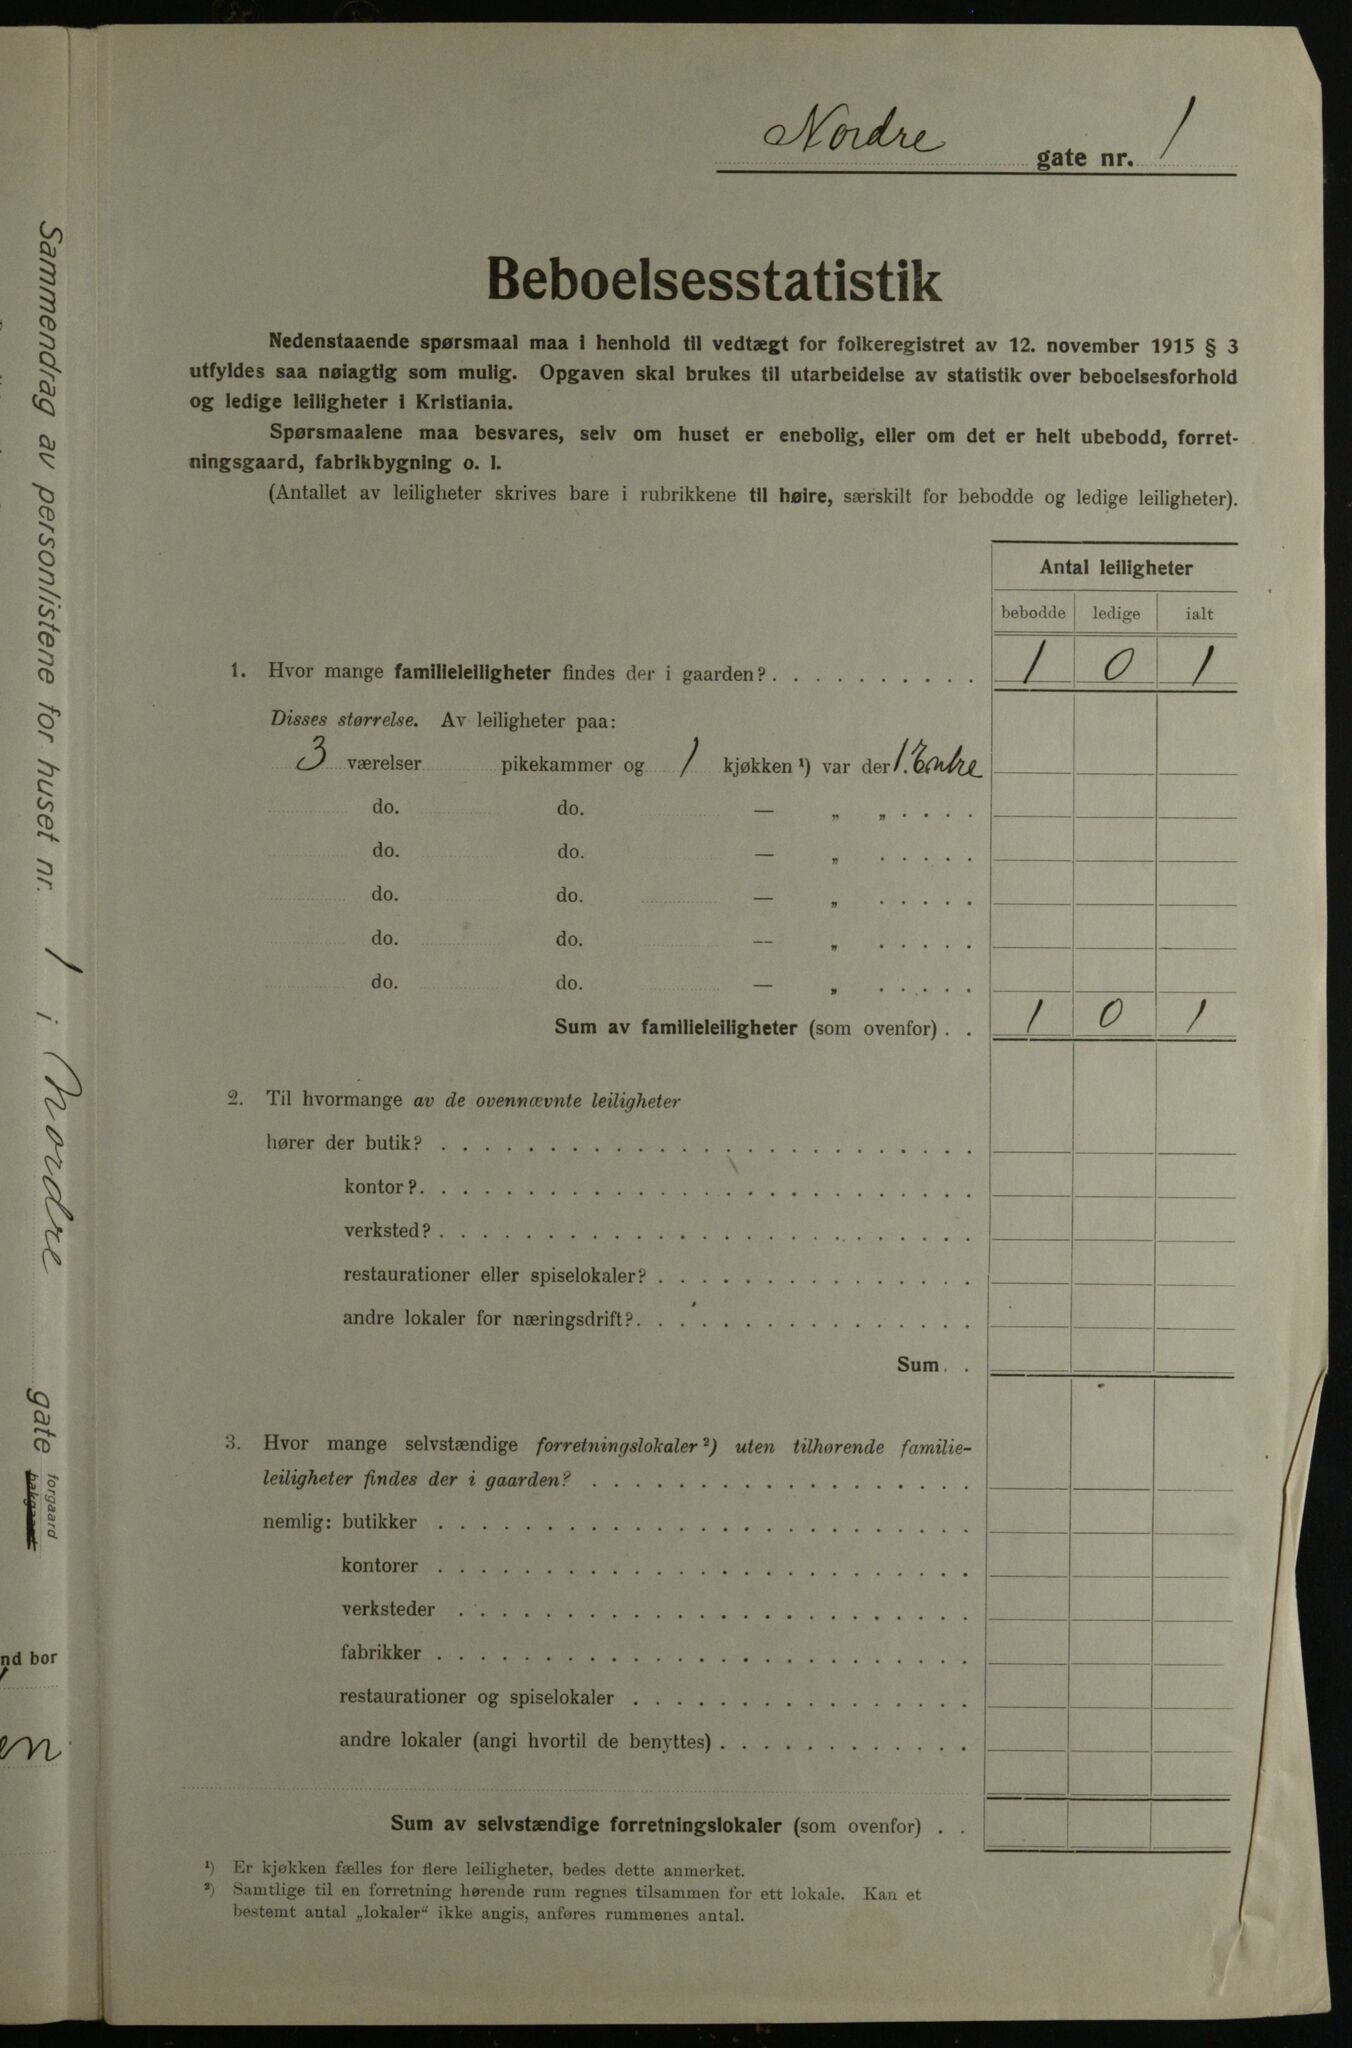 Nordre gate nr. 1
Beboelsesstatistik
Nedenstaaende spørsmaal maa i henhold til vedtægt for folkeregistret av 12. november 1915 § 3
utfyldes saa nøiagtig som mulig. Opgaven skal brukes til utarbeidelse av statistik over beboelsesforhold
og ledige leiligheter i Kristiania.
Spørsmaalene maa besvares, selv om huset er enebolig, eller om det er helt ubebodd, forret-
ningsgaard, fabrikbygning o. l.
(Antallet av leiligheter skrives bare i rubrikkene til høire, særskilt for bebodde og ledige leiligheter).
Antal leiligheter
bebodde ledige ialt
1. Hvor mange familieleiligheter findes der i gaarden? . . . . . . . . . . 1 0 1
Disses størrelse. Av leiligheter paa:
3 værelser pikekammer og 1 kjøkken ¹) var der 1. Entre
do. do. — „ „ . . . .
do. do. — „ . . . . .
do. do. — „ . . . . .
do. do. — „ . . . . .
do. do. — „ . . . . .
Sum av familieleiligheter (som ovenfor) . . 1 0 1
2. Til hvormange av de ovennævnte leiligheter
hører der butik? . . . . . . . . . . . . . . . . . . . . . . . . .
kontor? . . . . . . . . . . . . . . . . . . . . . . . . . .
verksted? . . . . . . . . . . . . . . . . . . . . . . . . .
restaurationer eller spiselokaler? . . . . . . . . . . . . . . .
andre lokaler for næringsdrift? . . . . . . . . . . . . . . . .
Sum . .
3. Hvor mange selvstændige forretningslokaler ²) uten tilhørende familie-
leiligheter findes der i gaarden? . . . . . . . . . . . . . . . . . .
nemlig: butikker . . . . . . . . . . . . . . . . . . . . . . . . .
kontorer . . . . . . . . . . . . . . . . . . . . . . . . .
verksteder . . . . . . . . . . . . . . . . . . . . . . . .
fabrikker . . . . . . . . . . . . . . . . . . . . . . . . .
restaurationer og spiselokaler . . . . . . . . . . . . . . . .
andre lokaler (angi hvortil de benyttes) . . . . . . . . . . . .
Sum av selvstændige forretningslokaler (som ovenfor) . .
¹) Er kjøkken fælles for flere leiligheter, bedes dette anmerket.
²) Samtlige til en forretning hørende rum regnes tilsammen for ett lokale. Kan et
bestemt antal „lokaler“ ikke angis, anføres rummenes antal.
Sammendrag av personlistene for huset nr. 1 i Nordre gate forgaard
bakgaard
nd bor
en